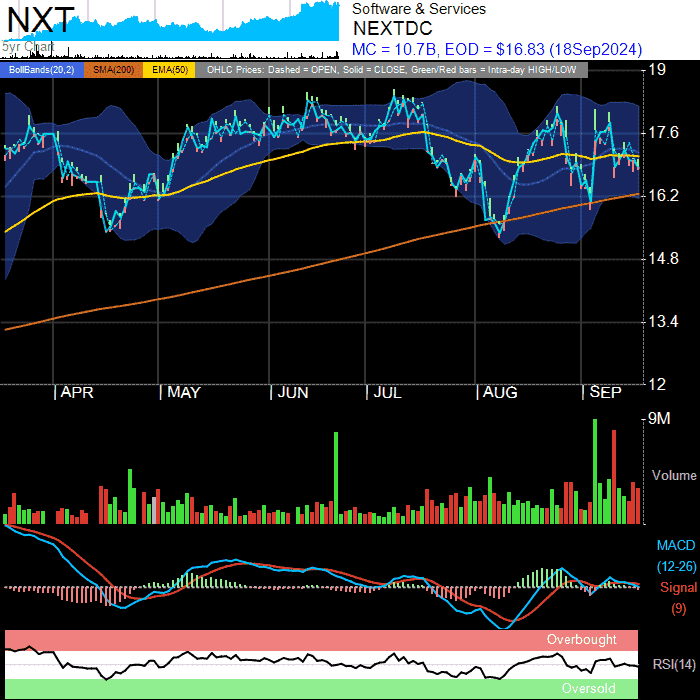 NXT
5yr Chart
Software & Services
NEXTDC
MC = 10.7B, EOD = $16.83 (18Sep2024)
BollBands(20,2) SMA(200) EMA(50) OHLC Prices: Dashed = OPEN, Solid = CLOSE, Green/Red bars = Intra-day HIGH/LOW
19
17.6
16.2
14.8
13.4
12
APR MAY JUN JUL AUG SEP
9M
Volume
MACD
(12-26)
Signal
(9)
Overbought
RSI(14)
Oversold